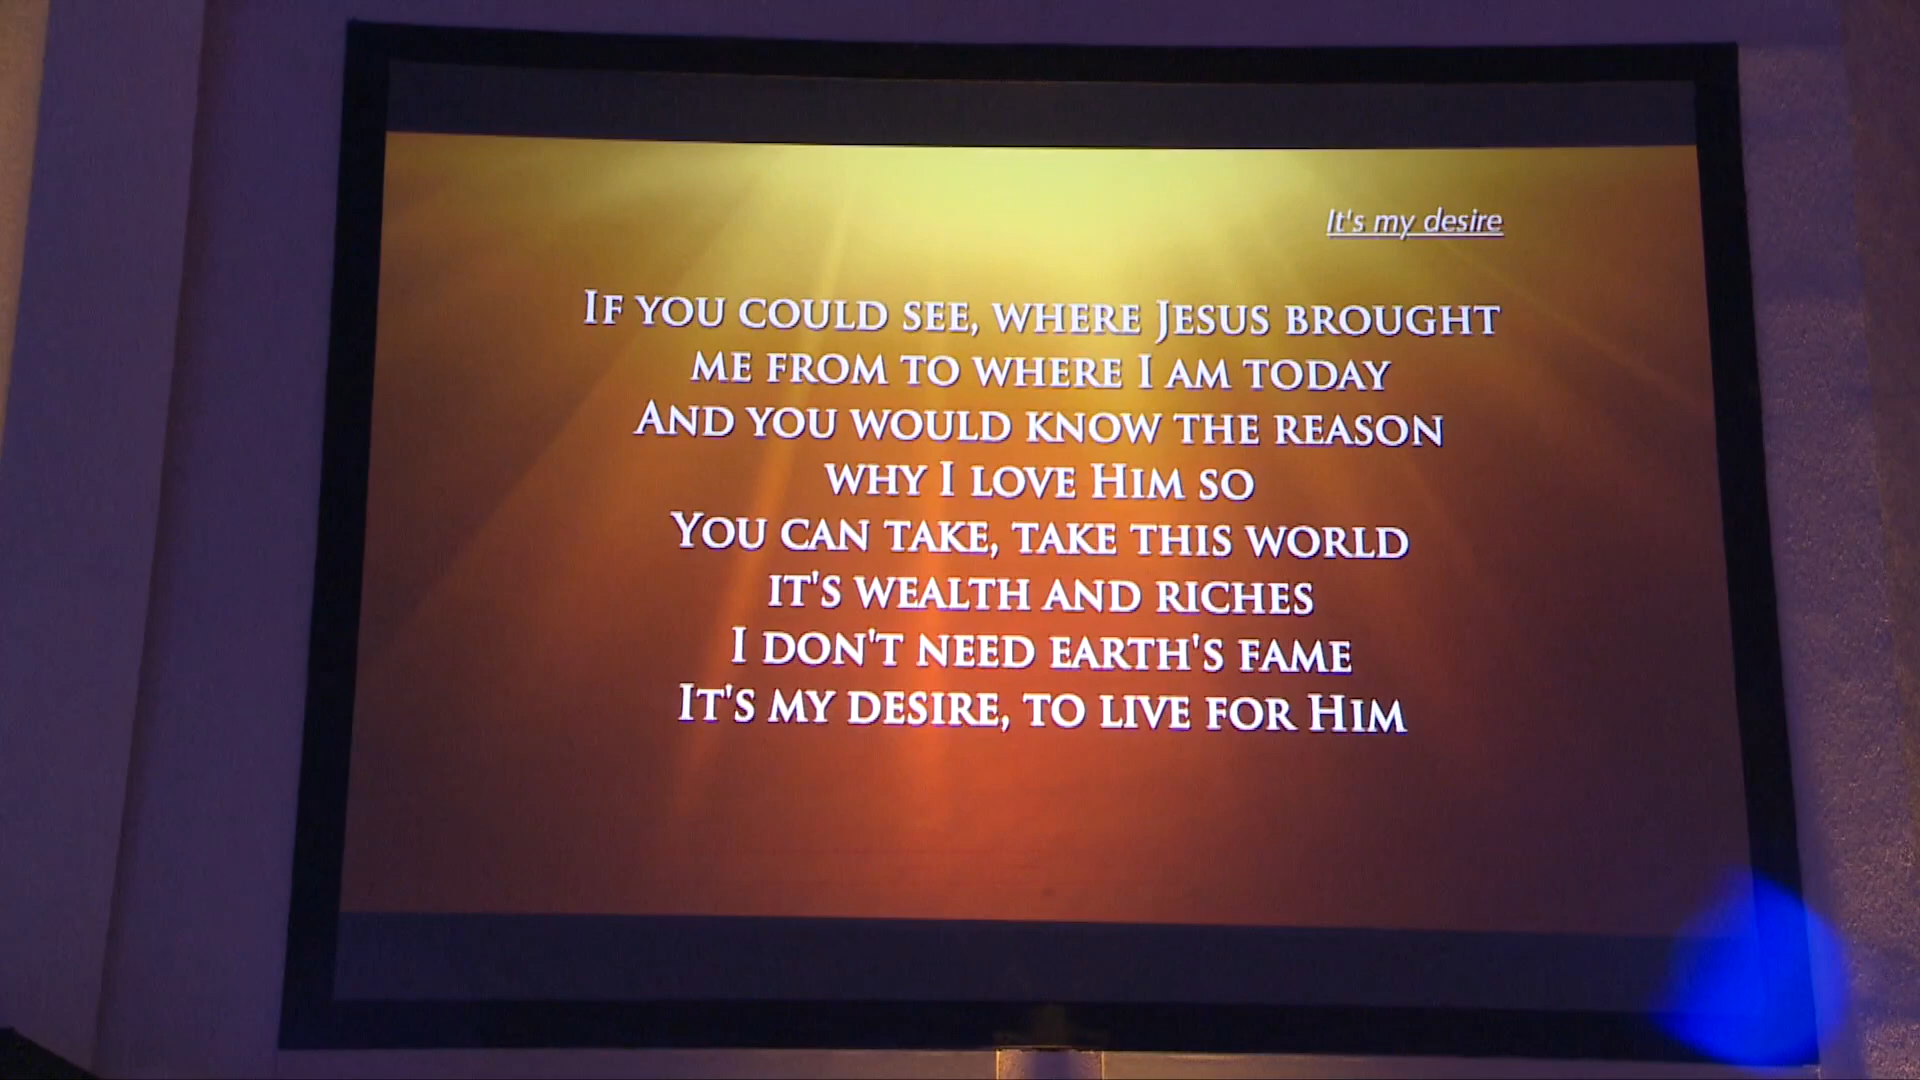 It's my desire
If you could see, where Jesus brought
me from to where I am today
And you would know the reason
why I love Him so
You can take, take this world
it's wealth and riches
I don't need earth's fame
It's my desire, to live for Him